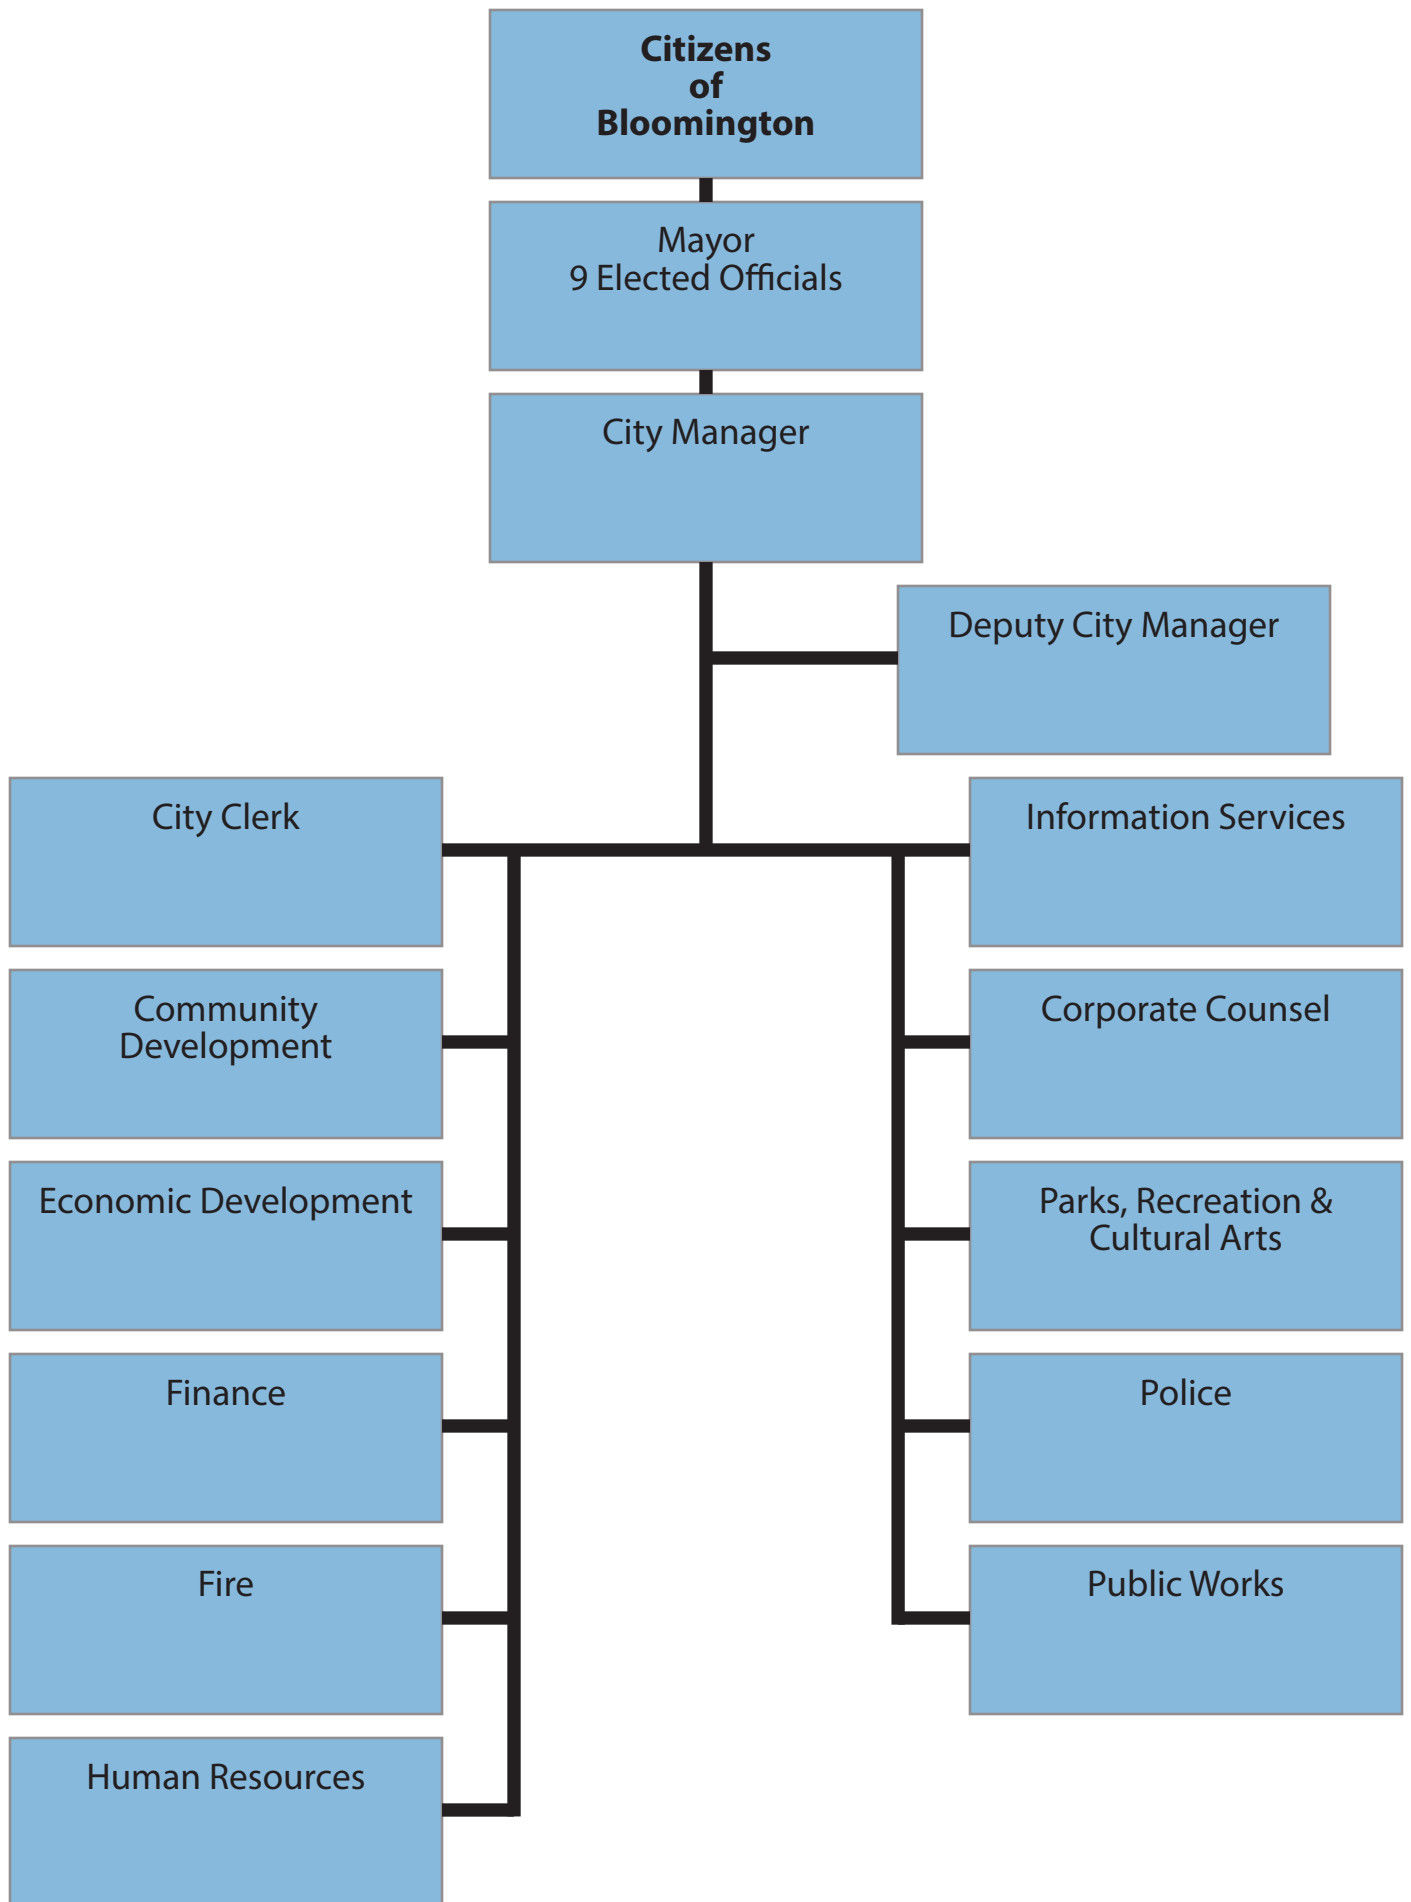 Citizens
of
Bloomington
Mayor
9 Elected Officials
City Manager
Deputy City Manager
City Clerk
Information Services
Community
Development
Corporate Counsel
Economic Development
Parks, Recreation &
Cultural Arts
Finance
Police
Fire
Public Works
Human Resources